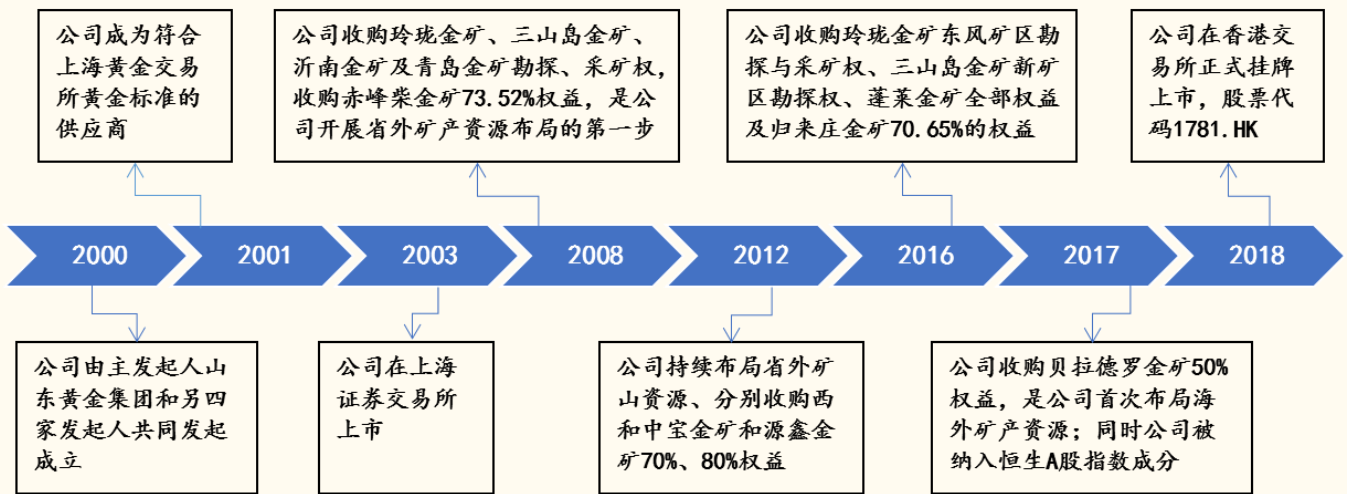 公司成为符合
上海黄金交易
所黄金标准的
供应商
公司收购玲珑金矿、三山岛金矿、
沂南金矿及青岛金矿勘探、采矿权,
收购赤峰柴金矿73.52%权益，是公
司开展省外矿产资源布局的第一步
公司收购玲珑金矿东风矿区勘
探与采矿权、三山岛金矿新矿
区勘探权、蓬莱金矿全部权益
及归来庄金矿70.65%的权益
公司在香港交
易所正式挂牌
上市，股票代
码1781.HK
2000
2001
2003
2008
2012
2016
2017
2018
公司由主发起人山
东黄金集团和另四
家发起人共同发起
成立
公司在上海
证券交易所
上市
公司持续布局省外矿
山资源、分别收购西
和中宝金矿和源鑫金
矿70%、80%权益
公司收购贝拉德罗金矿50%
权益，是公司首次布局海
外矿产资源；同时公司被
纳入恒生A股指数成分